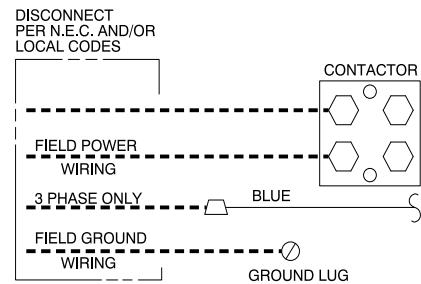 DISCONNECT
PER N.E.C. AND/OR
LOCAL CODES
CONTACTOR
FIELD POWER
WIRING
3 PHASE ONLY
BLUE
FIELD GROUND
WIRING
GROUND LUG